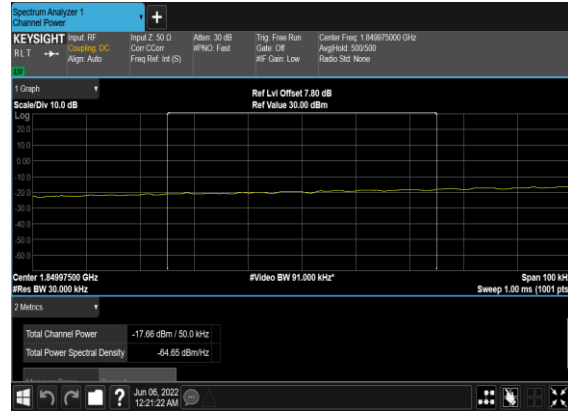 Spectrum Analyzer 1
Channel Power
+
KEYSIGHT
RLT
LM
Input: RF
Coupling: DC
Align: Auto
Input Z: 50 Ω
Corr CCorr
Freq Ref: Int (S)
Atten: 30 dB
#PNO: Fast
Trig: Free Run
Gate: Off
#IF Gain: Low
Center Freq: 1.849975000 GHz
Avg|Hold: 500/500
Radio Std: None
1 Graph
Scale/Div 10.0 dB
Ref Lvl Offset 7.80 dB
Ref Value 30.00 dBm
Log
20.0
10.0
0.00
-10.0
-20.0
-30.0
-40.0
-50.0
-60.0
Center 1.84997500 GHz
#Res BW 30.000 kHz
#Video BW 91.000 kHz*
Span 100 kH
Sweep 1.00 ms (1001 pts
2 Metrics
Total Channel Power -17.66 dBm / 50.0 kHz
Total Power Spectral Density -64.65 dBm/Hz
?
Jun 06, 2022
12:21:22 AM